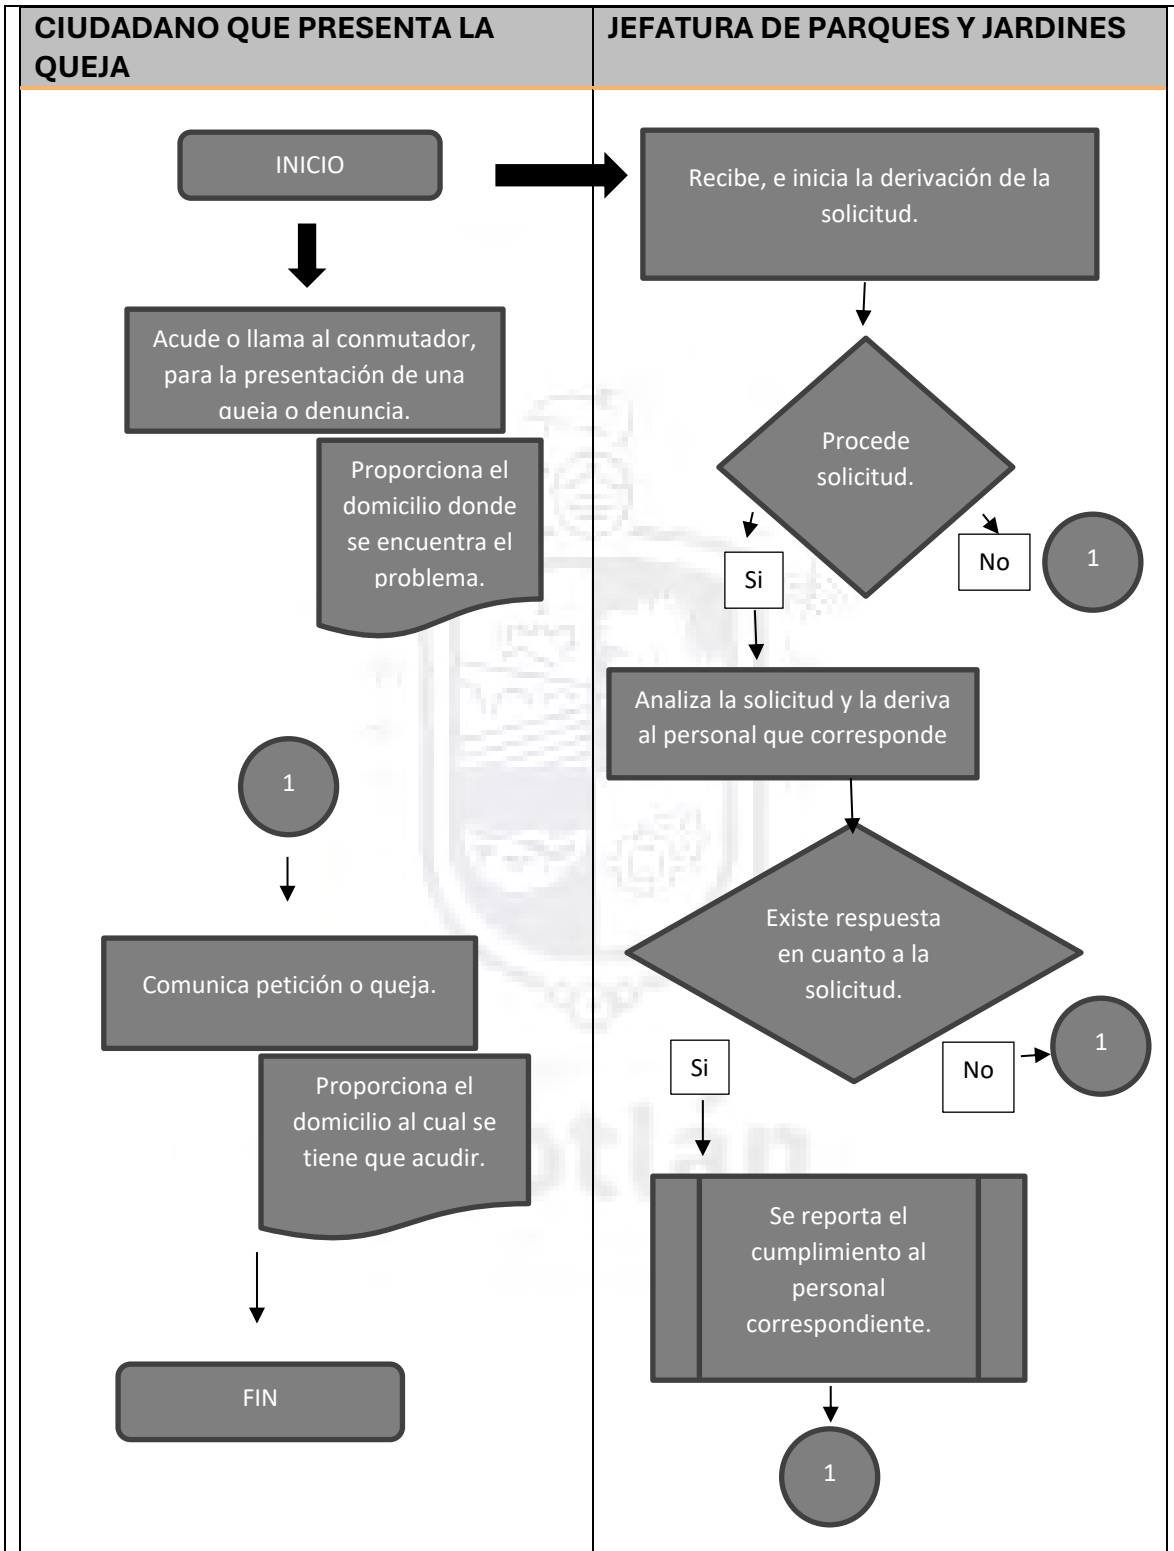 CIUDADANO QUE PRESENTA LA
QUEJA
JEFATURA DE PARQUES Y JARDINES
INICIO
Acude o llama al conmutador,
para la presentación de una
queja o denuncia.
Proporciona el
domicilio donde
se encuentra el
problema.
1
Comunica petición o queja.
Proporciona el
domicilio al cual se
tiene que acudir.
FIN
Recibe, e inicia la derivación de la
solicitud.
Procede
solicitud.
Si
No
1
Analiza la solicitud y la deriva
al personal que corresponde
Existe respuesta
en cuanto a la
solicitud.
Si
No
1
Se reporta el
cumplimiento al
personal
correspondiente.
1